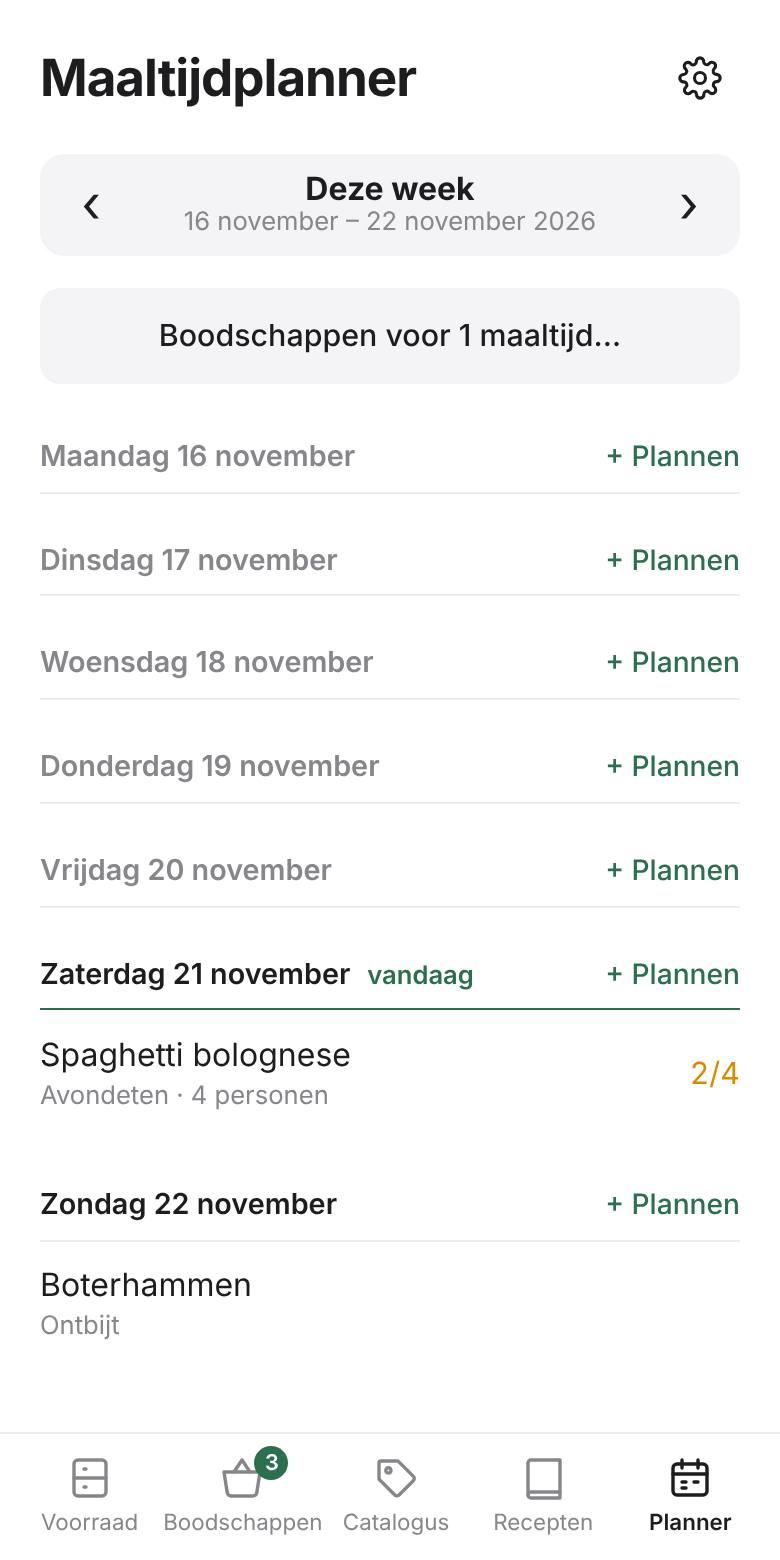 Maaltijdplanner
Deze week
16 november – 22 november 2026
Boodschappen voor 1 maaltijd...
Maandag 16 november + Plannen
Dinsdag 17 november + Plannen
Woensdag 18 november + Plannen
Donderdag 19 november + Plannen
Vrijdag 20 november + Plannen
Zaterdag 21 november vandaag + Plannen
Spaghetti bolognese
Avondeten · 4 personen
2/4
Zondag 22 november + Plannen
Boterhammen
Ontbijt
3
Voorraad Boodschappen Catalogus Recepten Planner